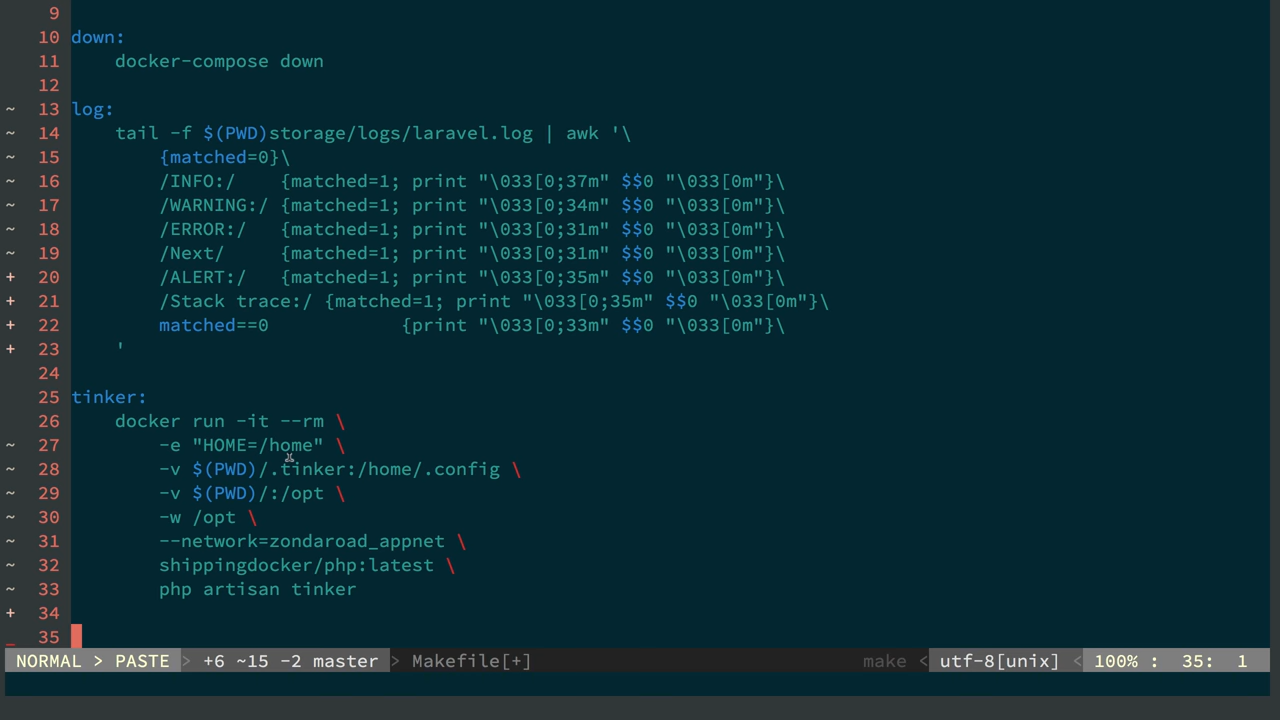 9
10 down:
11 docker-compose down
12
~ 13 log:
~ 14 tail -f $(PWD)storage/logs/laravel.log | awk '\
~ 15 {matched=0}\
~ 16 /INFO:/ {matched=1; print "\033[0;37m" $$0 "\033[0m"}\
~ 17 /WARNING:/ {matched=1; print "\033[0;34m" $$0 "\033[0m"}\
~ 18 /ERROR:/ {matched=1; print "\033[0;31m" $$0 "\033[0m"}\
~ 19 /Next/ {matched=1; print "\033[0;31m" $$0 "\033[0m"}\
+ 20 /ALERT:/ {matched=1; print "\033[0;35m" $$0 "\033[0m"}\
+ 21 /Stack trace:/ {matched=1; print "\033[0;35m" $$0 "\033[0m"}\
+ 22 matched==0 {print "\033[0;33m" $$0 "\033[0m"}\
+ 23 '
24
25 tinker:
26 docker run -it --rm \
~ 27 -e "HOME=/home" \
~ 28 -v $(PWD)/.tinker:/home/.config \
~ 29 -v $(PWD)/:/opt \
~ 30 -w /opt \
~ 31 --network=zondaroad_appnet \
~ 32 shippingdocker/php:latest \
~ 33 php artisan tinker
+ 34
_ 35
NORMAL > PASTE > +6 ~15 -2 master > Makefile[+] make < utf-8[unix] < 100% : 35: 1